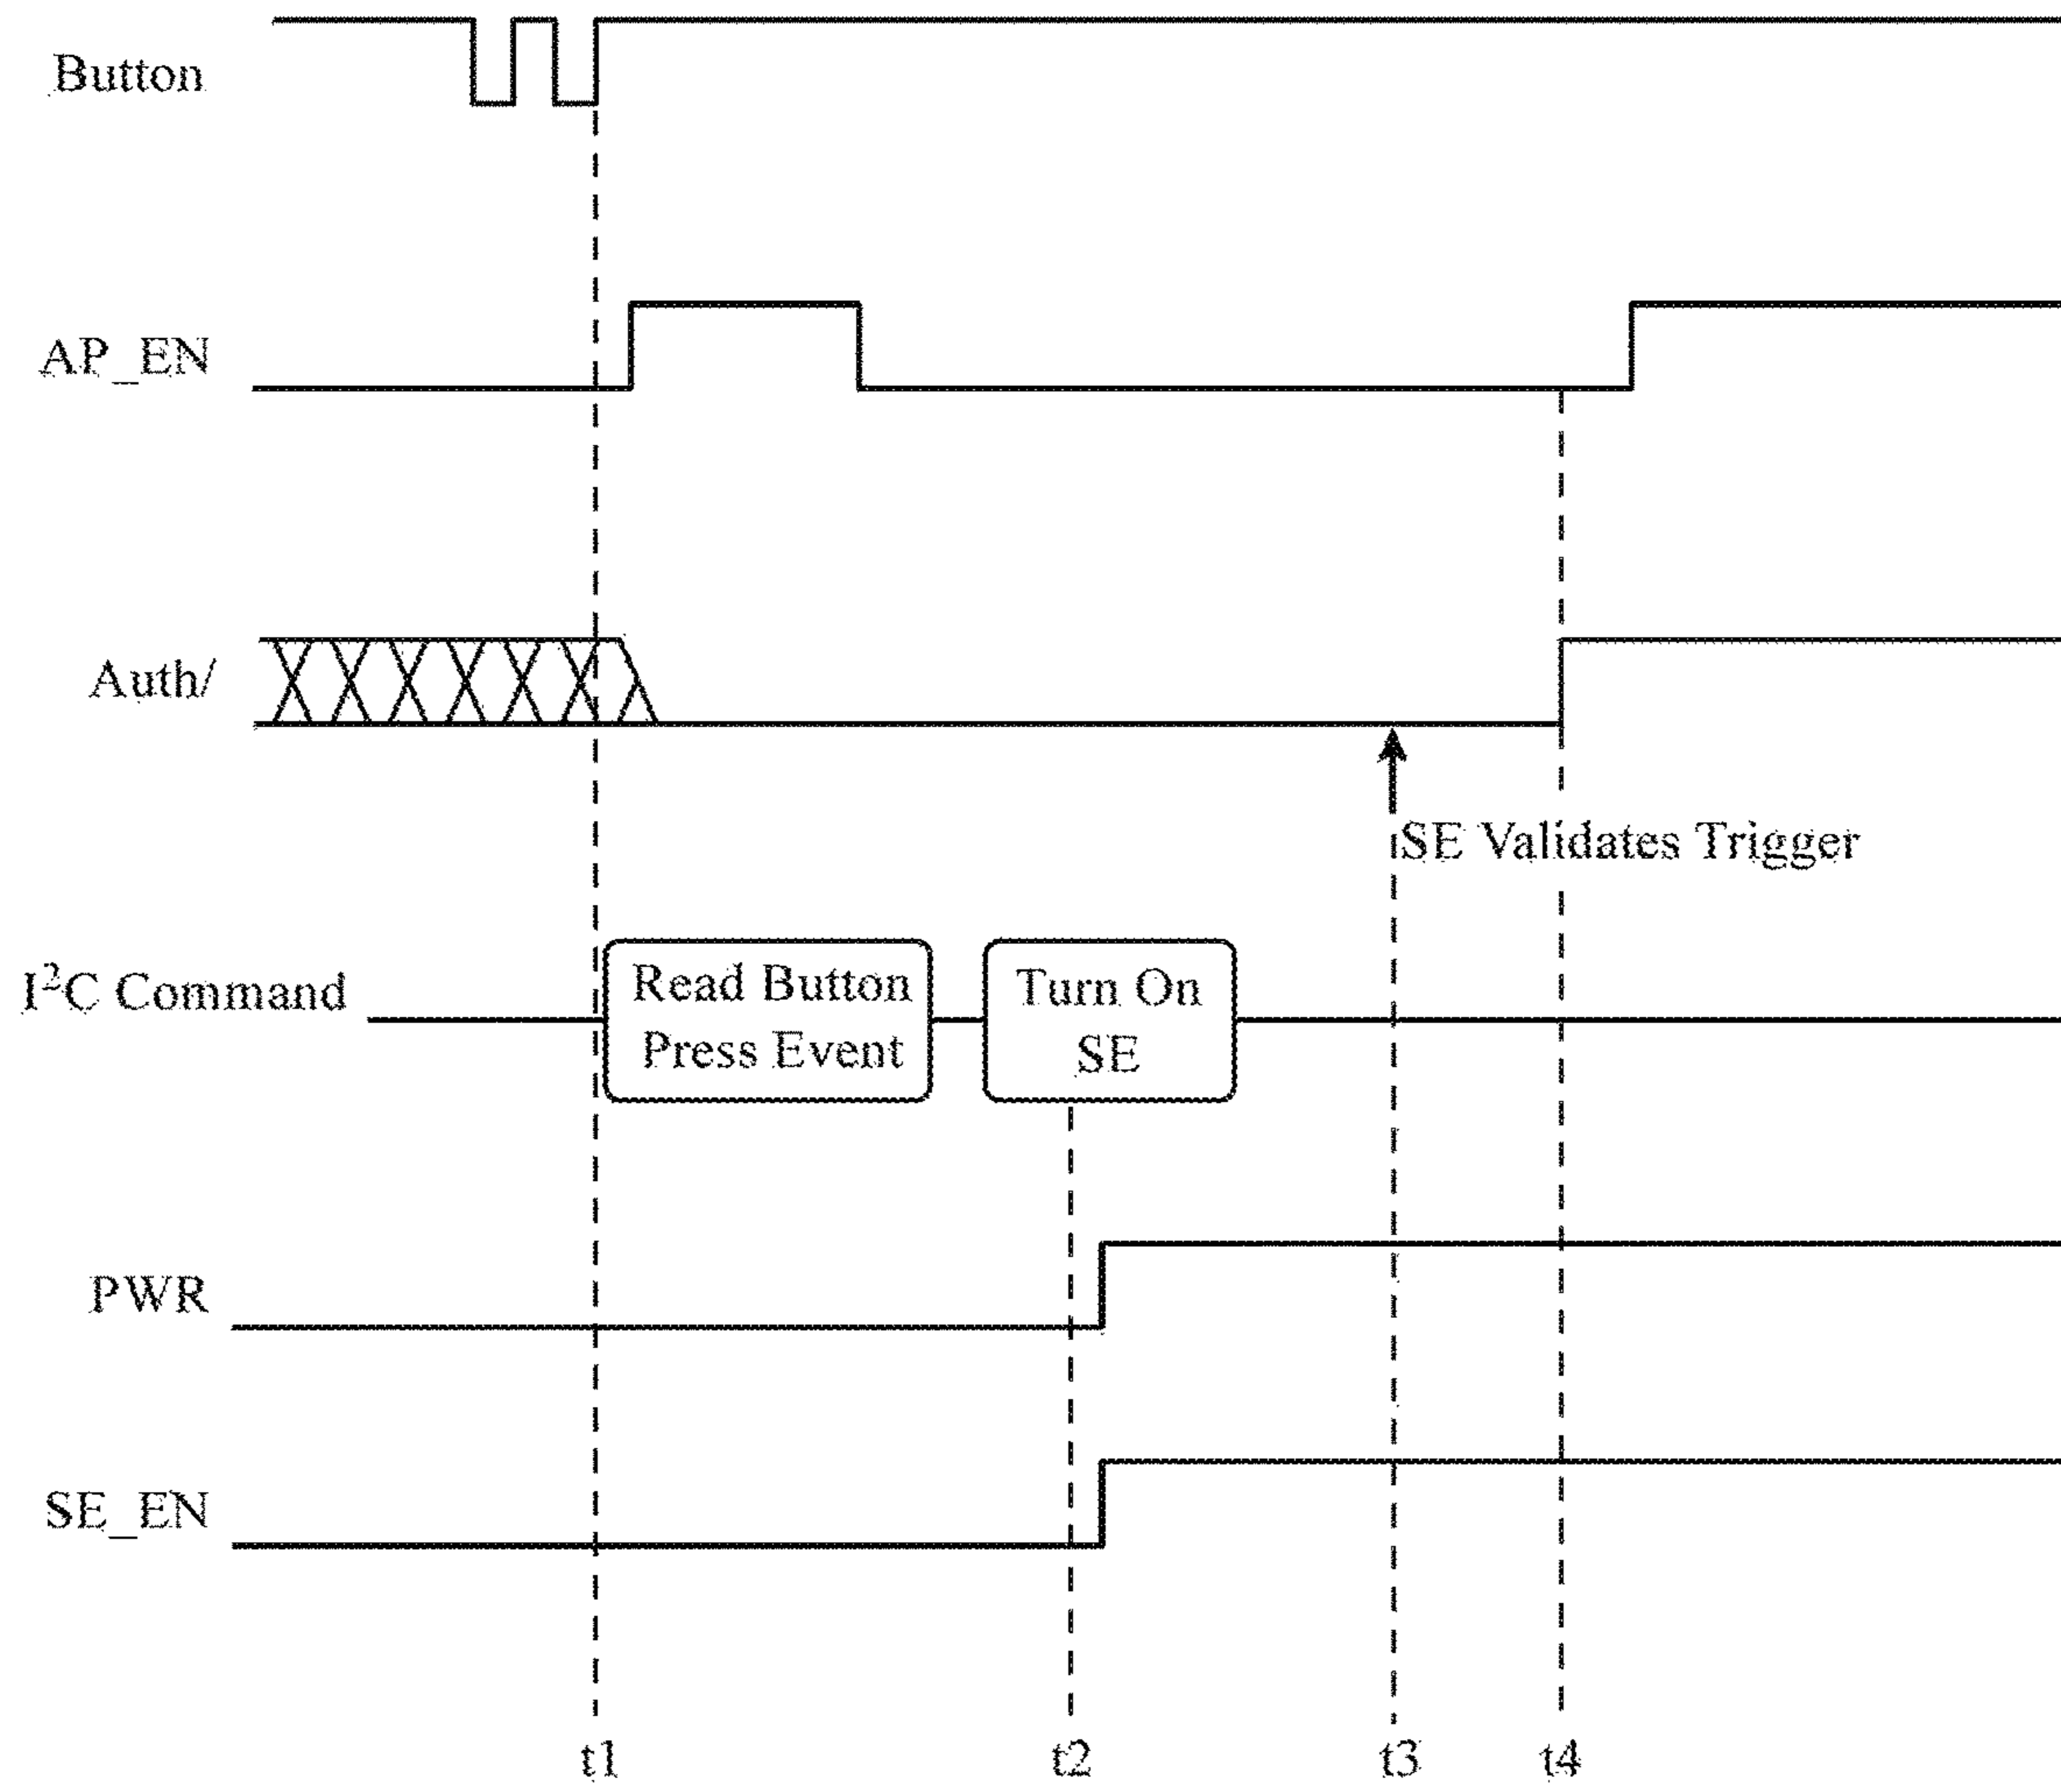 Button
AP_EN
Auth/
SE Validates Trigger
I²C Command
Read Button
Press Event
Turn On
SE
PWR
SE_EN
t1 t2 t3 t4